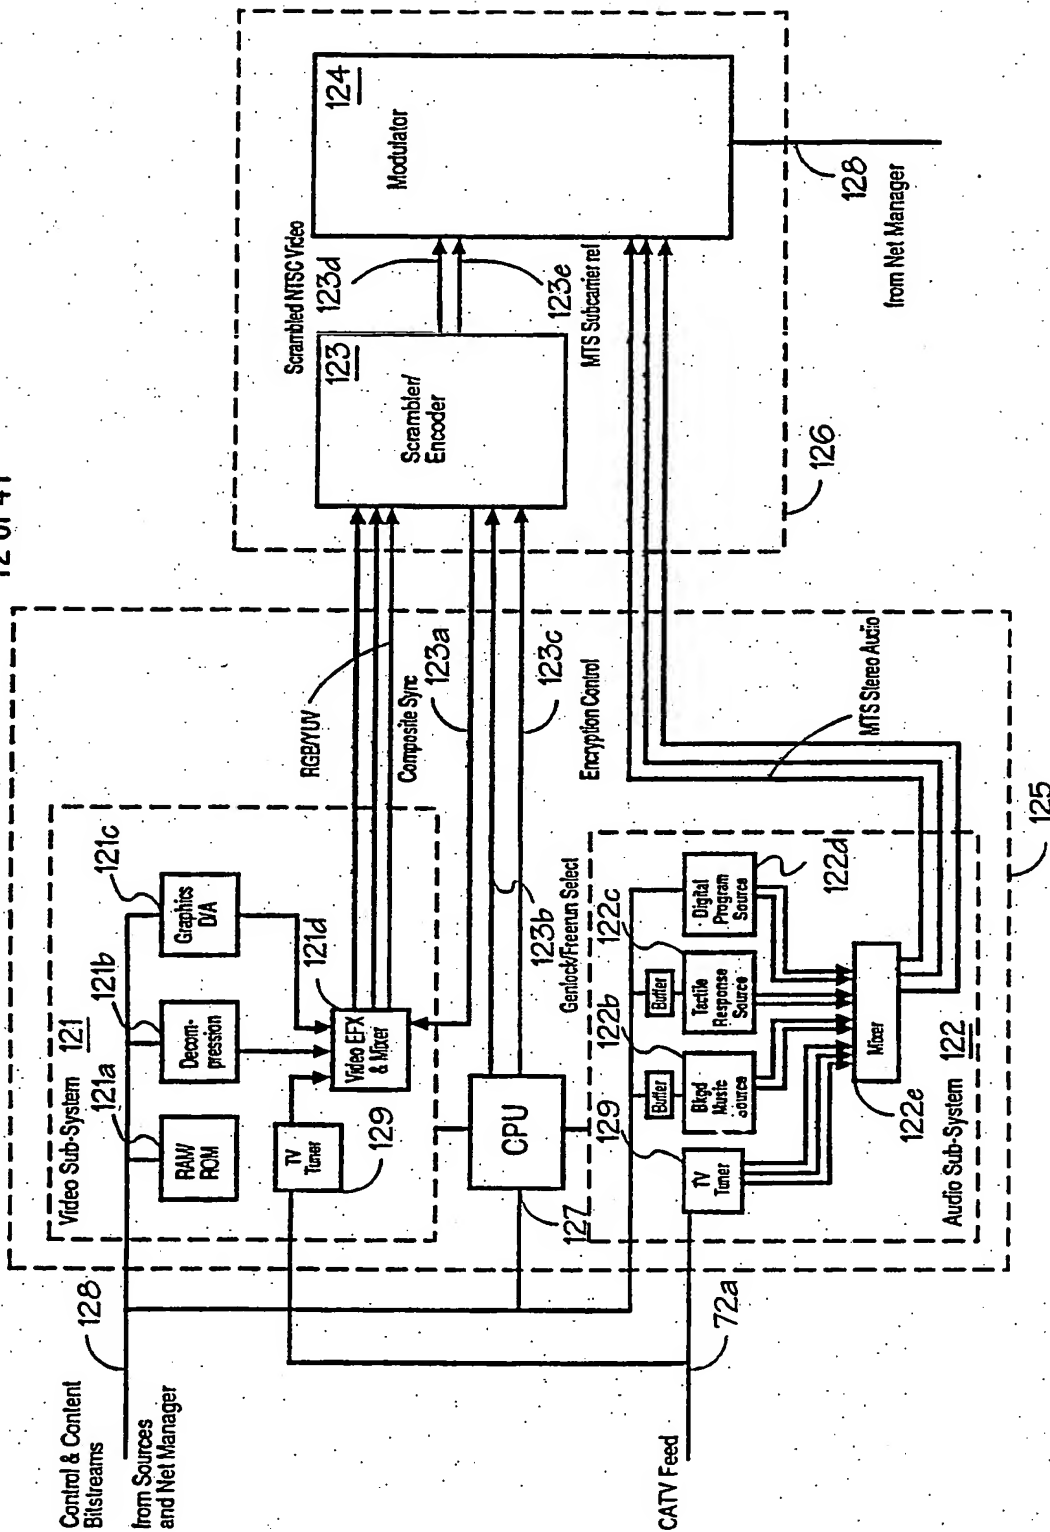 12 of 41
124
Modulator
128
from Net Manager
Scrambled NTSC Video
123d
123e
MTS Subcarrier rel
123
Scrambler/
Encoder
126
RGB/YUV
Composite Sync
123a
123c
Encryption Control
123b
Genlock/Freerun Select
MTS Stereo Audio
125
Video Sub-System
121
121a
RAM/
ROM
121b
Decom-
pression
121c
Graphics
D/A
121d
Video EFX
& Mixer
TV
Tuner
129
CPU
127
129
TV
Tuner
122b
Buffer
Bkgd
Music
Source
122c
Buffer
Tactile
Response
Source
122d
Digital
Program
Source
Mixer
122e
Audio Sub-System
122
128
Control & Content
Bitstreams
from Sources
and Net Manager
72a
CATV Feed